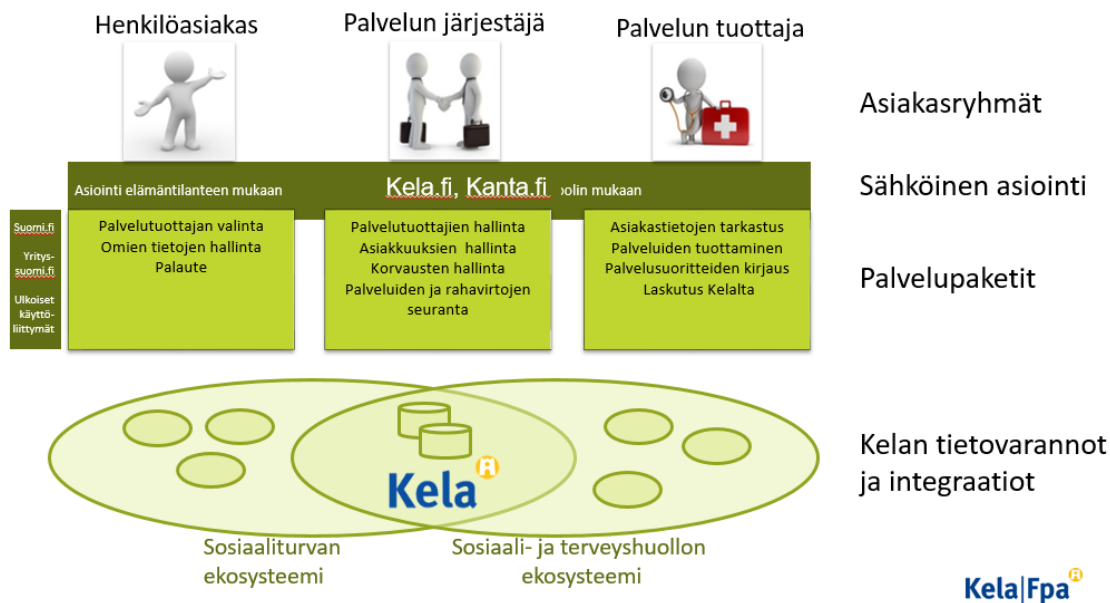 Henkilöasiakas
Palvelun järjestäjä
Palvelun tuottaja
Asiakasryhmät
Asiointi elämäntilanteen mukaan
Kela.fi, Kanta.fi
oolin mukaan
Sähköinen asiointi
Suomi.fi
Yritys-
suomi.fi
Ulkoiset
käyttö-
liittymät
Palvelutuottajan valinta
Omien tietojen hallinta
Palaute
Palvelutuottajien hallinta
Asiakkuuksien hallinta
Korvausten hallinta
Palveluiden ja rahavirtojen
seuranta
Asiakastietojen tarkastus
Palveluiden tuottaminen
Palvelusuoritteiden kirjaus
Laskutus Kelalta
Palvelupaketit
Kela
Kelan tietovarannot
ja integraatiot
Sosiaaliturvan
ekosysteemi
Sosiaali- ja terveyshuollon
ekosysteemi
Kela|Fpa